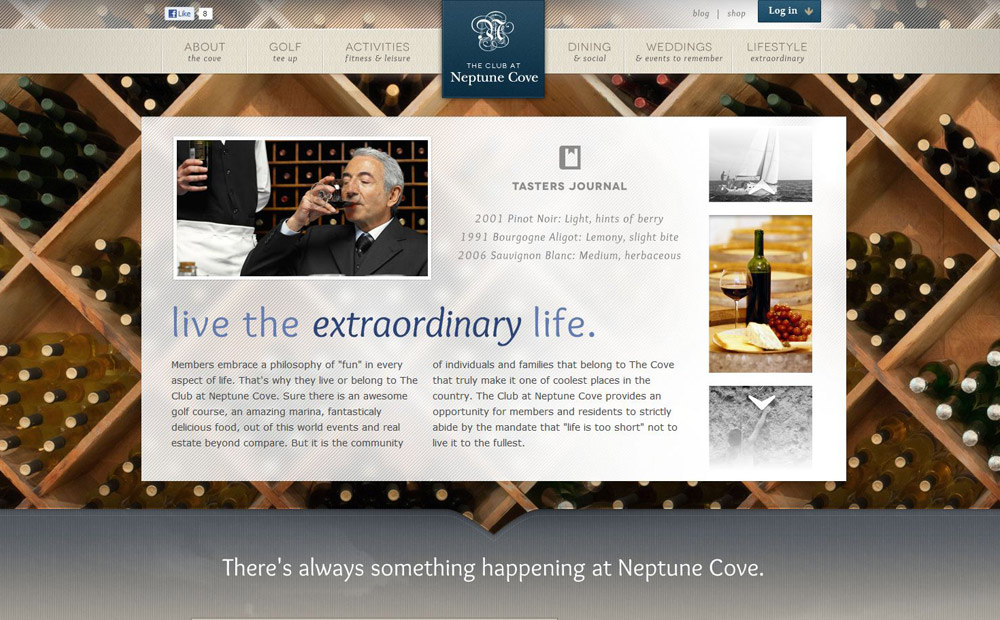 Like 8
blog | shop
Log in
ABOUT
the cove
GOLF
tee up
ACTIVITIES
fitness & leisure
THE CLUB AT
Neptune Cove
DINING
& social
WEDDINGS
& events to remember
LIFESTYLE
extraordinary
TASTERS JOURNAL
2001 Pinot Noir: Light, hints of berry
1991 Bourgogne Aligot: Lemony, slight bite
2006 Sauvignon Blanc: Medium, herbaceous
live the extraordinary life.
Members embrace a philosophy of "fun" in every
aspect of life. That's why they live or belong to The
Club at Neptune Cove. Sure there is an awesome
golf course, an amazing marina, fantasticaly
delicious food, out of this world events and real
estate beyond compare. But it is the community
of individuals and families that belong to The Cove
that truly make it one of coolest places in the
country. The Club at Neptune Cove provides an
opportunity for members and residents to strictly
abide by the mandate that "life is too short" not to
live it to the fullest.
There's always something happening at Neptune Cove.